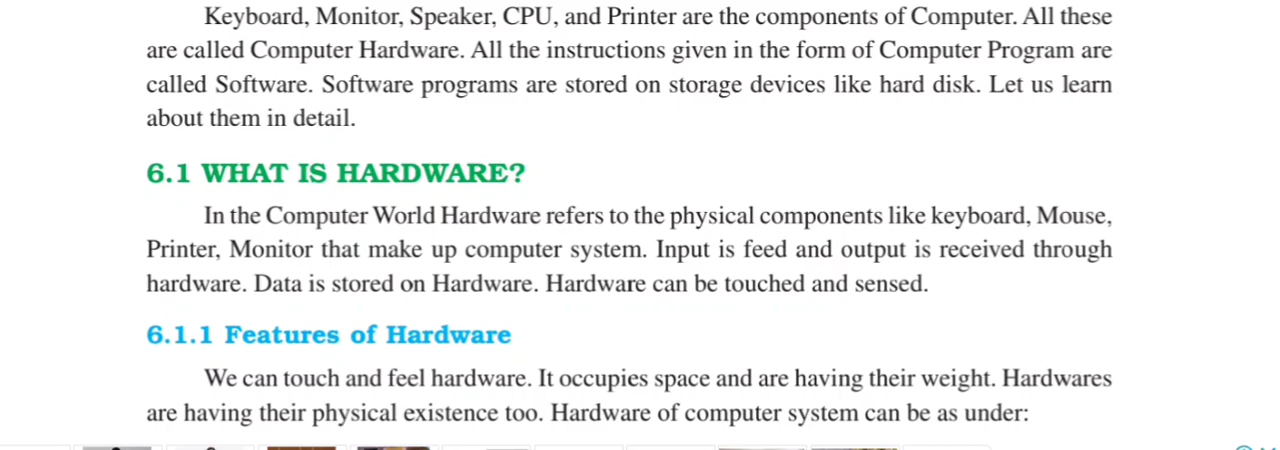 Keyboard, Monitor, Speaker, CPU, and Printer are the components of Computer. All these
are called Computer Hardware. All the instructions given in the form of Computer Program are
called Software. Software programs are stored on storage devices like hard disk. Let us learn
about them in detail.
6.1 WHAT IS HARDWARE?
In the Computer World Hardware refers to the physical components like keyboard, Mouse,
Printer, Monitor that make up computer system. Input is feed and output is received through
hardware. Data is stored on Hardware. Hardware can be touched and sensed.
6.1.1 Features of Hardware
We can touch and feel hardware. It occupies space and are having their weight. Hardwares
are having their physical existence too. Hardware of computer system can be as under: